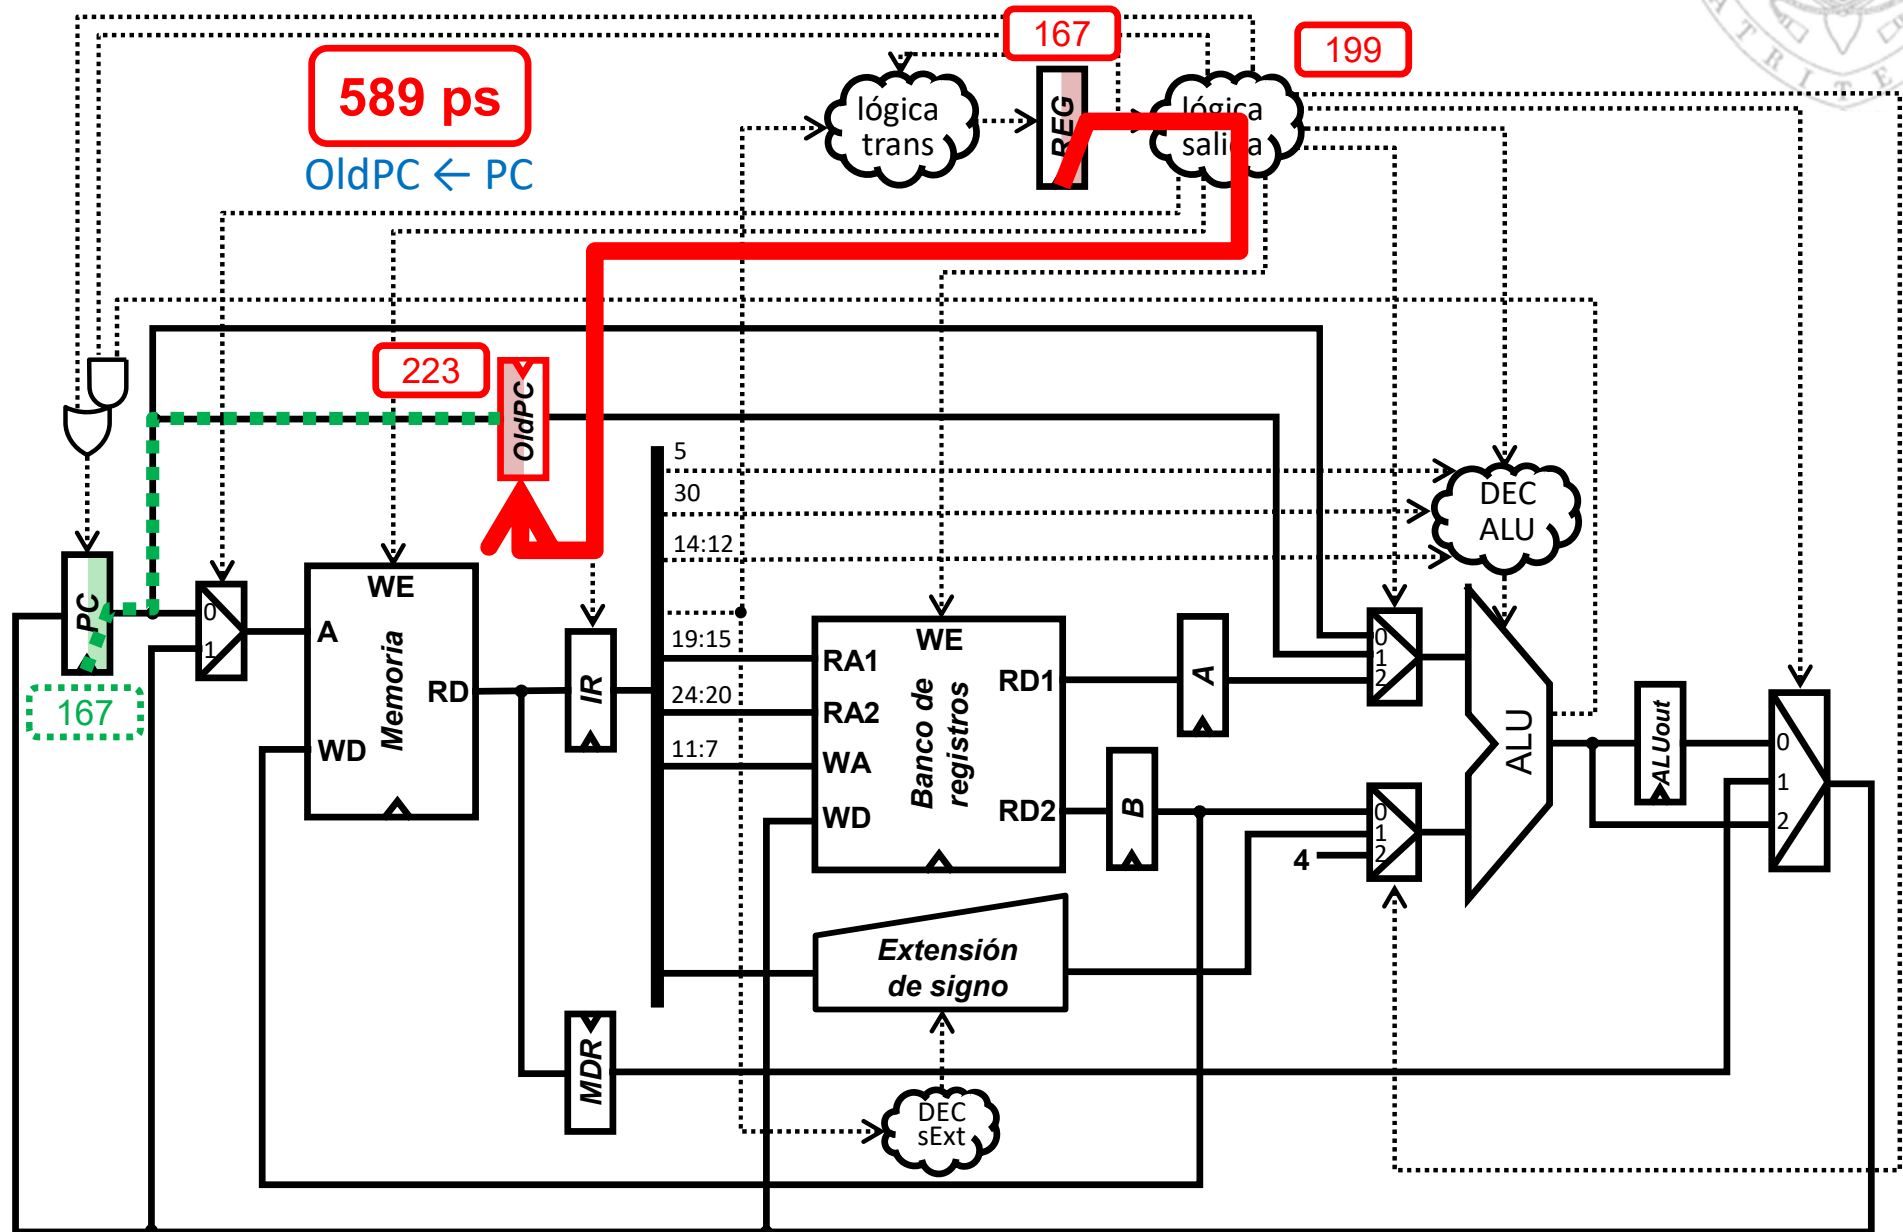 167
199
589 ps
OldPC ← PC
lógica
trans
REG
lógica
salida
223
OldPC
5
30
14:12
19:15
24:20
11:7
DEC
ALU
PC
167
0
1
WE
A
RD
WD
Memoria
IR
WE
RA1
RA2
WA
WD
RD1
RD2
Banco de
registros
A
B
0
1
2
0
1
2
4
ALU
ALUout
0
1
2
Extensión
de signo
MDR
DEC
sExt
ATRITE